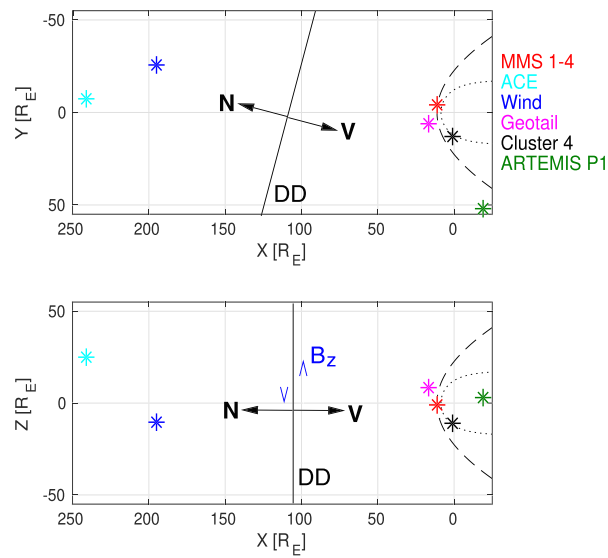 -50
0
50
Y [R_E]
N
V
DD
250
200
150
100
50
0
X [R_E]
MMS 1-4
ACE
Wind
Geotail
Cluster 4
ARTEMIS P1
50
0
-50
Z [R_E]
B_z
N
V
DD
250
200
150
100
50
0
X [R_E]